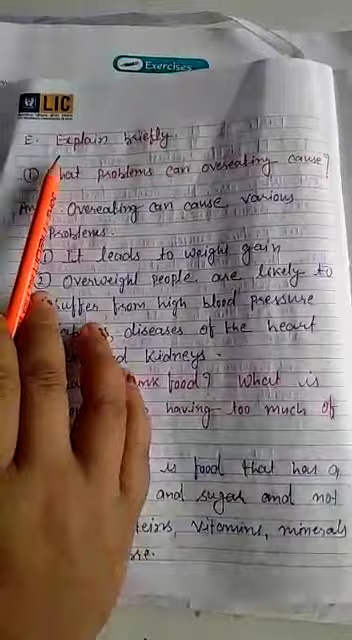 Exercises
LIC
E. Explain briefly.
① What problems can overeating cause?
Ans. Overeating can cause various
Problems.
① It leads to weight gain
② Overweight people are likely to
suffer from high blood pressure
diseases of the heart
kidneys.
junk food? What is
having too much of
is food that has a
and sugar and not
vitamins, minerals